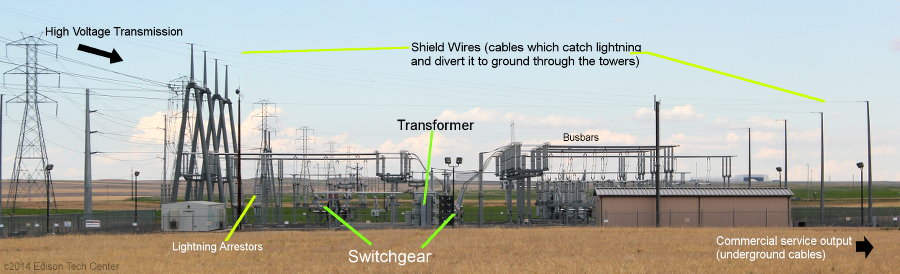 High Voltage Transmission
Shield Wires (cables which catch lightning
and divert it to ground through the towers)
Transformer
Busbars
Lightning Arrestors
Switchgear
Commercial service output
(underground cables)
c2014 Edison Tech Center